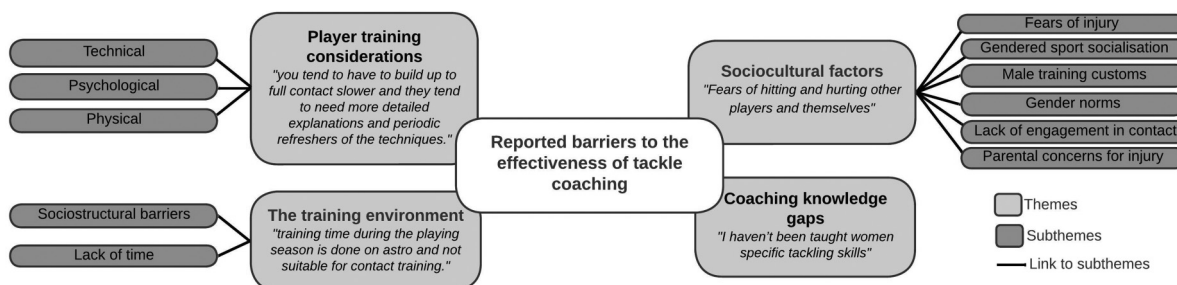 Technical
Psychological
Physical
Player training
considerations
"you tend to have to build up to
full contact slower and they tend
to need more detailed
explanations and periodic
refreshers of the techniques."
Sociostructural barriers
Lack of time
The training environment
"training time during the playing
season is done on astro and not
suitable for contact training."
Reported barriers to the
effectiveness of tackle
coaching
Sociocultural factors
"Fears of hitting and hurting other
players and themselves"
Fears of injury
Gendered sport socialisation
Male training customs
Gender norms
Lack of engagement in contact
Parental concerns for injury
Coaching knowledge
gaps
"I haven't been taught women
specific tackling skills"
Themes
Subthemes
Link to subthemes